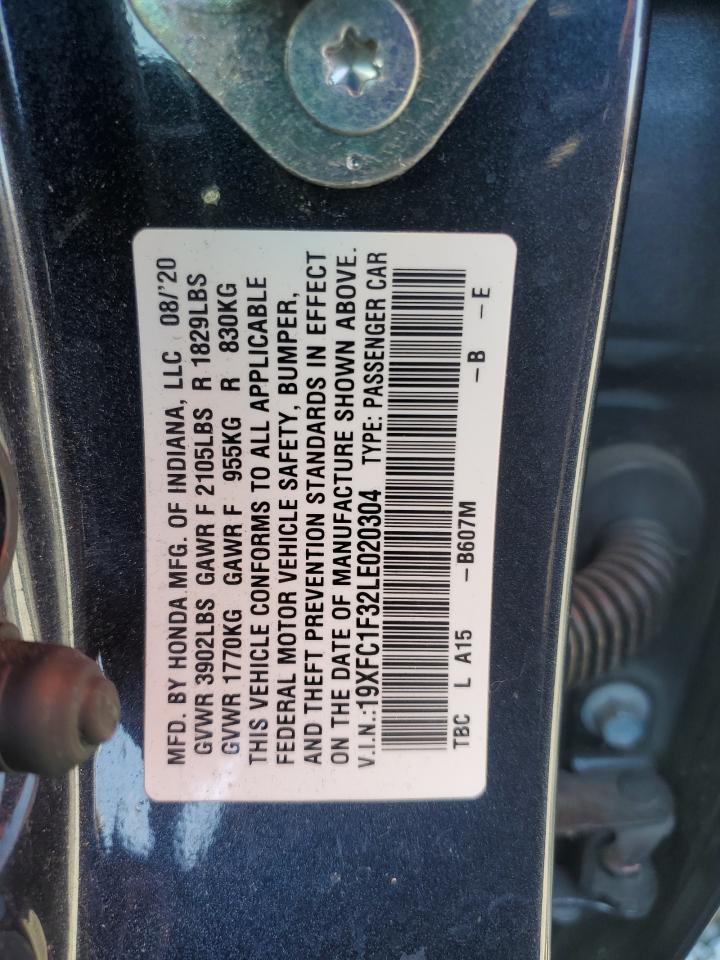 MFD. BY HONDA MFG. OF INDIANA, LLC 08/'20
GVWR 3902LBS GAWR F 2105LBS R 1829LBS
GVWR 1770KG GAWR F 955KG R 830KG
THIS VEHICLE CONFORMS TO ALL APPLICABLE
FEDERAL MOTOR VEHICLE SAFETY, BUMPER,
AND THEFT PREVENTION STANDARDS IN EFFECT
ON THE DATE OF MANUFACTURE SHOWN ABOVE.
V.I.N.:19XFC1F32LE020304 TYPE: PASSENGER CAR
TBC L A15 -B607M -B -E